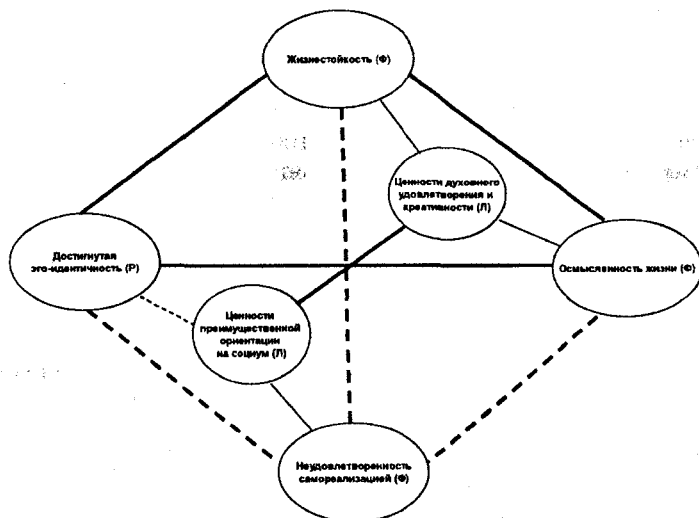 Жизнестойкость (Ф)
Ценности духовного
удовлетворения и
креативности (Л)
Достигнутая
эго-идентичность (Р)
Осмысленность жизни (Ф)
Ценности
преимущественной
ориентации
на социум (Л)
Неудовлетворенность
самореализацией (Ф)